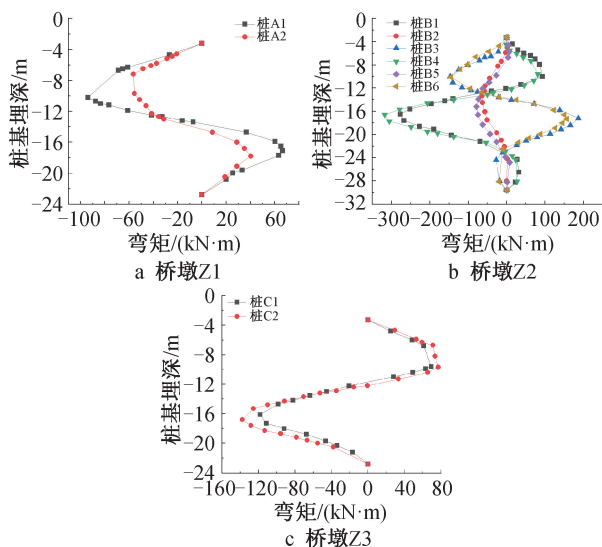 桩A1
桩A2
0
−4
−8
−12
−16
−20
−24
桩基埋深/m
−100
−60
−20
20
60
弯矩/(kN·m)
a 桥墩Z1
桩B1
桩B2
桩B3
桩B4
桩B5
桩B6
0
−4
−8
−12
−16
−20
−24
−28
−32
桩基埋深/m
−300
−200
−100
0
100
200
弯矩/(kN·m)
b 桥墩Z2
桩C1
桩C2
0
−4
−8
−12
−16
−20
−24
桩基埋深/m
−160
−120
−80
−40
0
40
80
弯矩/(kN·m)
c 桥墩Z3